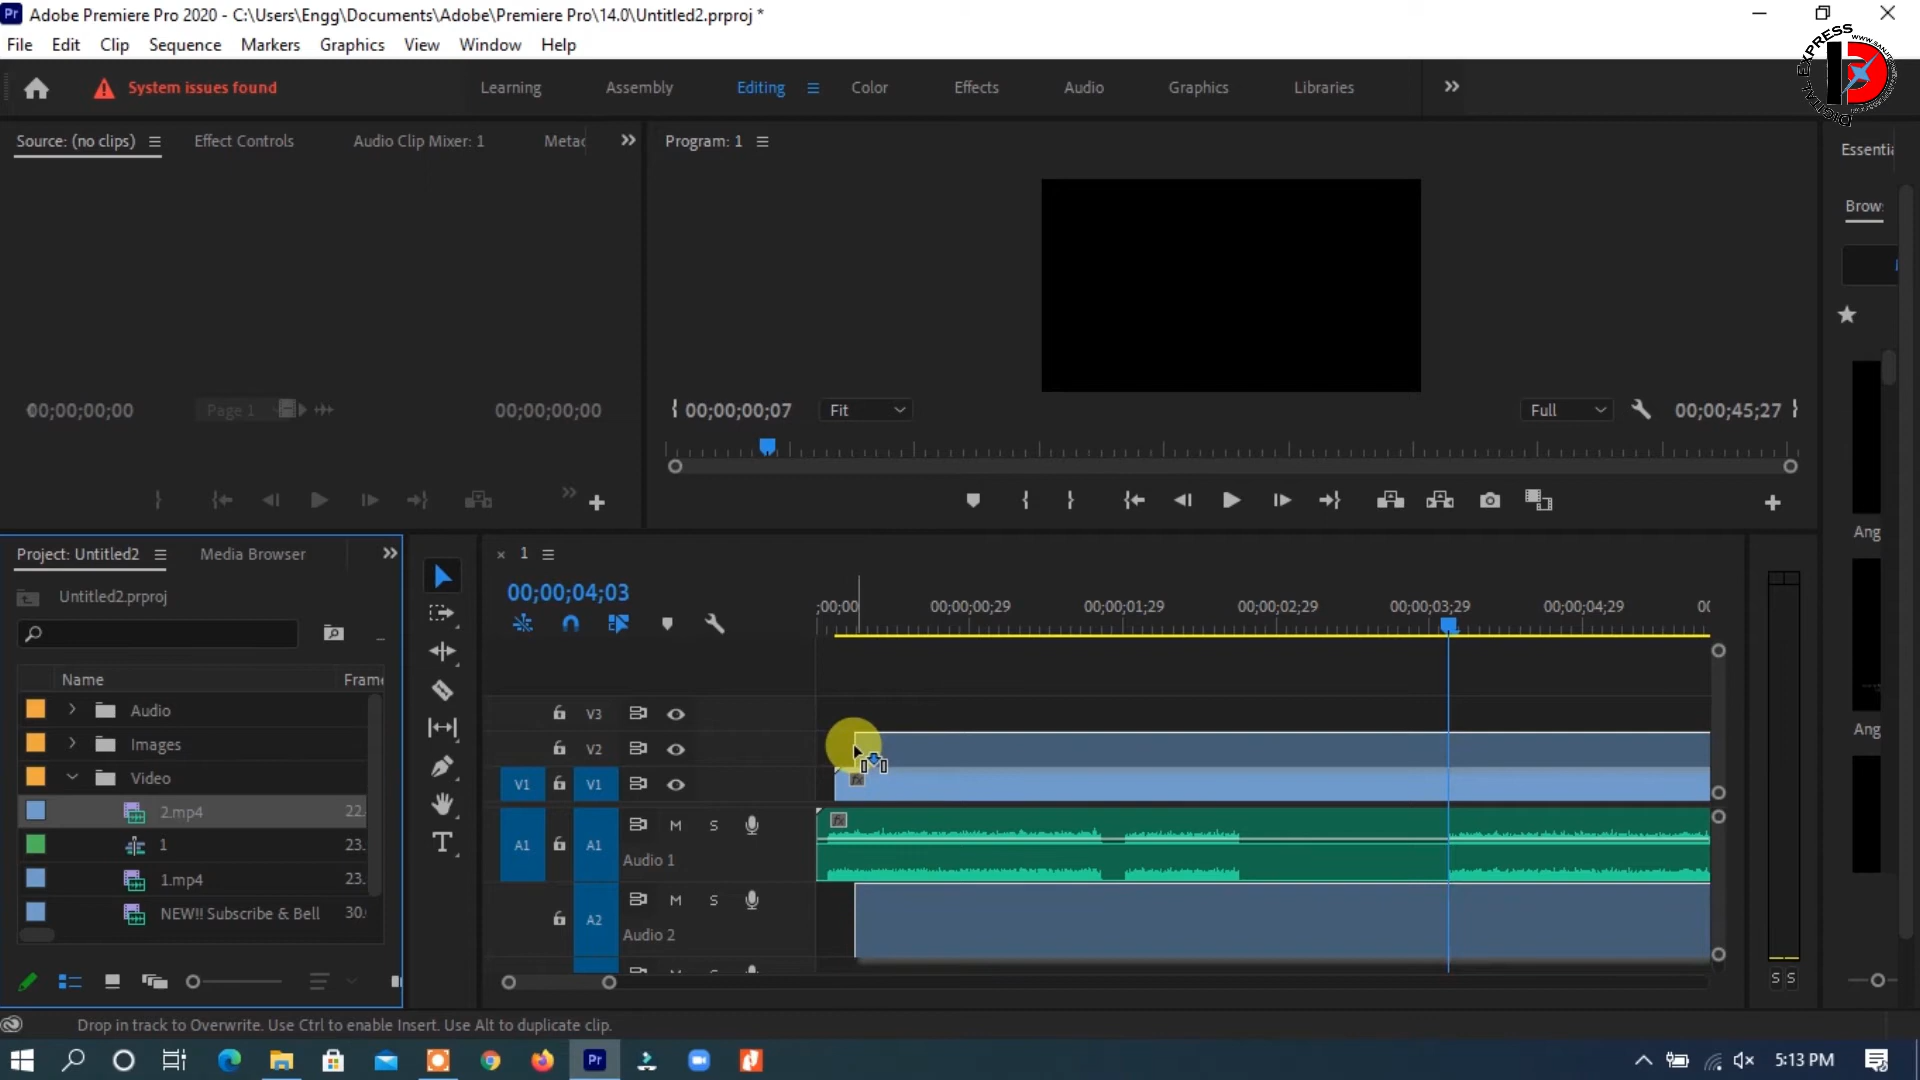 Adobe Premiere Pro 2020 - C:\Users\Engg\Documents\Adobe\Premiere Pro\14.0\Untitled2.prproj *
File Edit Clip Sequence Markers Graphics View Window Help
System issues found
Learning Assembly Editing Color Effects Audio Graphics Libraries
DIGITAL EXPRESS
Source: (no clips) Effect Controls Audio Clip Mixer: 1 Metac
Program: 1
Essentia
Brow
00;00;00;00 Page 1 00;00;00;00
00;00;00;07 Fit Full 00;00;45;27
Ang
Ang
Project: Untitled2 Media Browser
Untitled2.prproj
Name Frame
Audio
Images
Video
2.mp4 22.
1 23.
1.mp4 23.
NEW!! Subscribe & Bell 30.
1
00;00;04;03
;00;00 00;00;00;29 00;00;01;29 00;00;02;29 00;00;03;29 00;00;04;29 00
V3
V2
V1 V1
fx
A1 A1 M S
Audio 1
fx
A2 M S
Audio 2
S S
Drop in track to Overwrite. Use Ctrl to enable Insert. Use Alt to duplicate clip.
Pr
5:13 PM